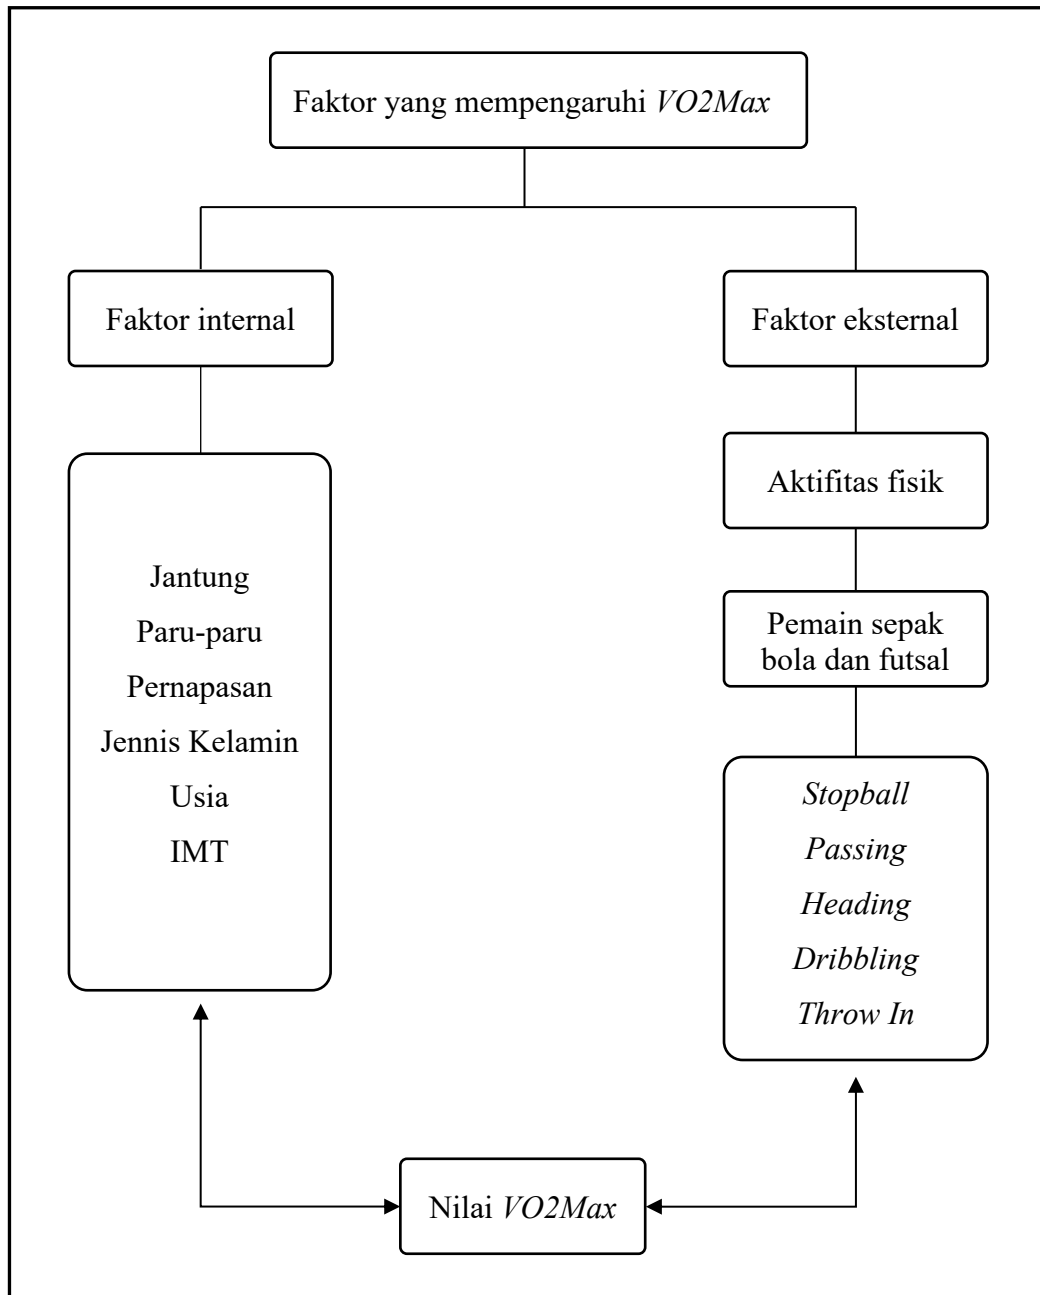 Faktor yang mempengaruhi VO2Max
Faktor internal
Faktor eksternal
Aktifitas fisik
Pemain sepak
bola dan futsal
Jantung
Paru-paru
Pernapasan
Jennis Kelamin
Usia
IMT
Stopball
Passing
Heading
Dribbling
Throw In
Nilai VO2Max